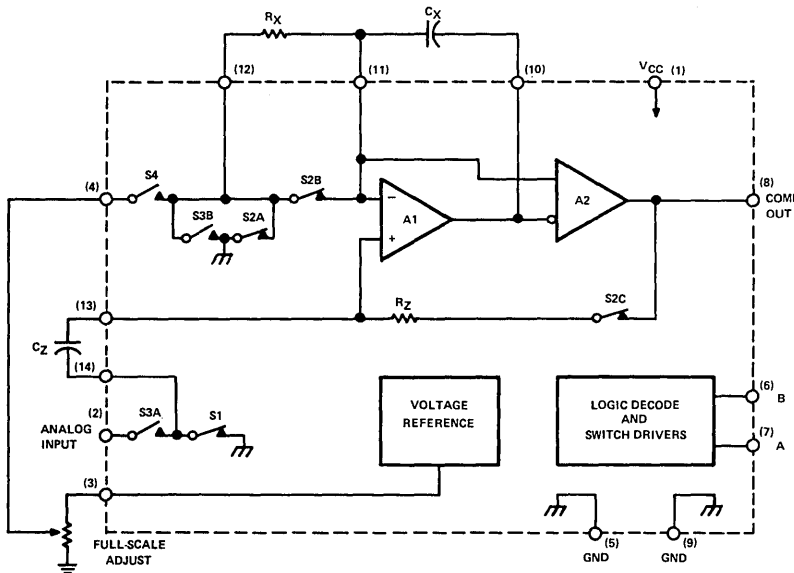 RX
CX
(12)
(11)
(10)
VCC (1)
(4)
S4
S2B
(8)
COMP
OUT
S3B
S2A
−
A1
+
A2
(13)
RZ
S2C
CZ
(14)
VOLTAGE
REFERENCE
LOGIC DECODE
AND
SWITCH DRIVERS
(6)
B
(7)
A
(2)
ANALOG
INPUT
S3A
S1
(3)
FULL-SCALE
ADJUST
(5)
GND
(9)
GND